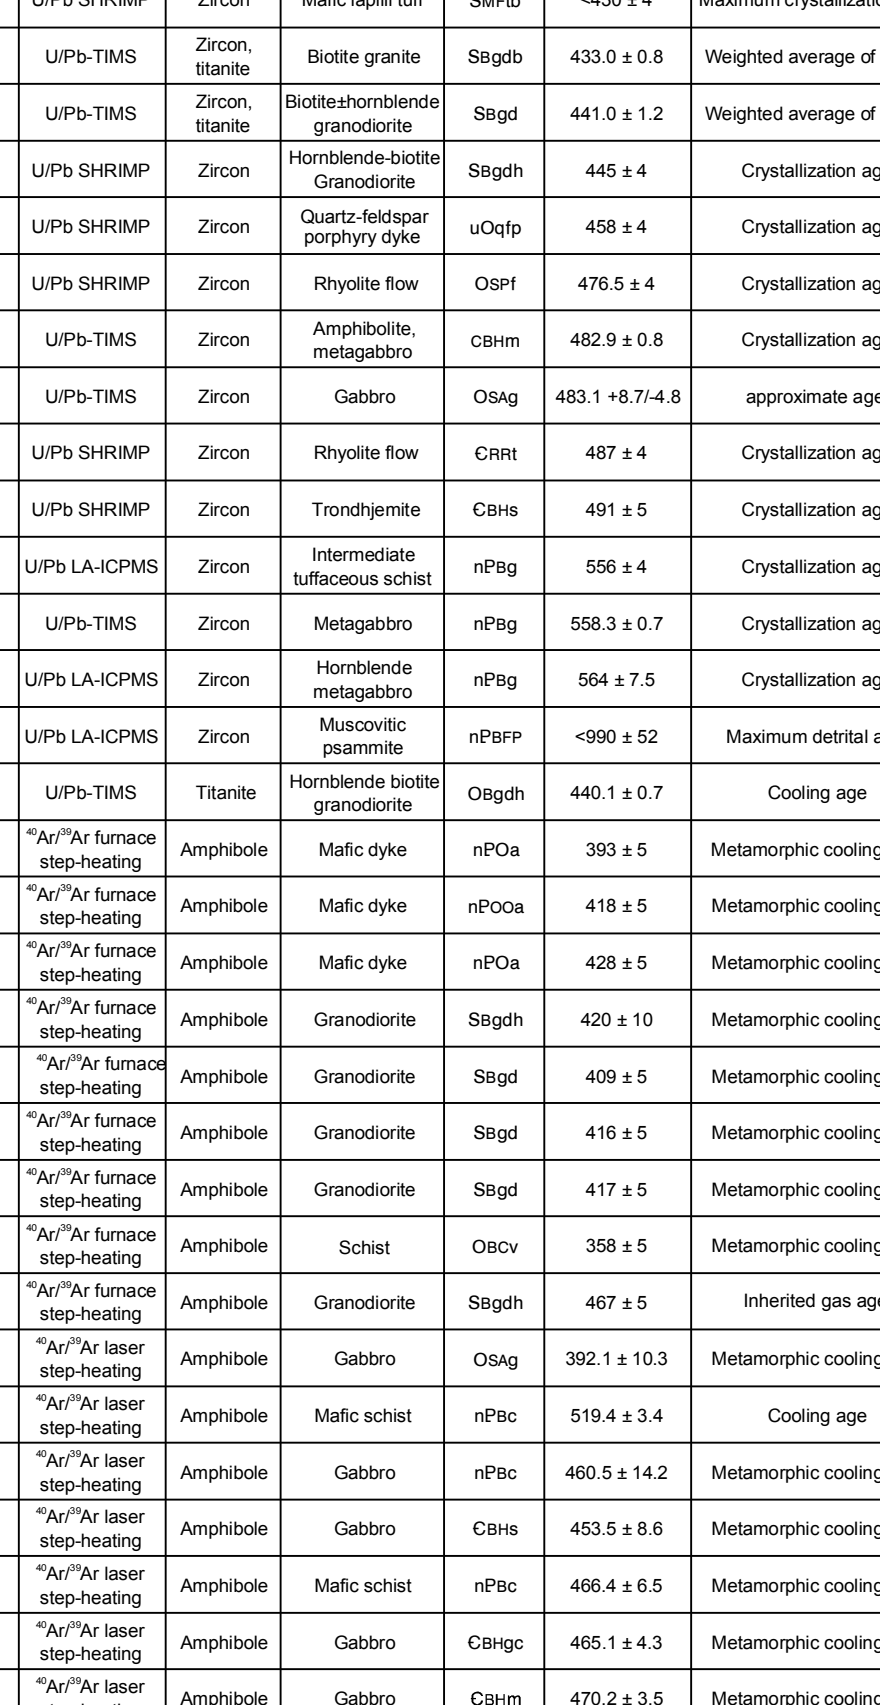 U/Pb SHRIMP Zircon Mafic lapilli tuff SMFtb <430 ± 4
U/Pb-TIMS Zircon, titanite Biotite granite SBgdb 433.0 ± 0.8 Weighted average of
U/Pb-TIMS Zircon, titanite Biotite±hornblende granodiorite SBgd 441.0 ± 1.2 Weighted average of
U/Pb SHRIMP Zircon Hornblende-biotite Granodiorite SBgdh 445 ± 4 Crystallization ag
U/Pb SHRIMP Zircon Quartz-feldspar porphyry dyke uOqfp 458 ± 4 Crystallization ag
U/Pb SHRIMP Zircon Rhyolite flow OSPf 476.5 ± 4 Crystallization ag
U/Pb-TIMS Zircon Amphibolite, metagabbro CBHm 482.9 ± 0.8 Crystallization ag
U/Pb-TIMS Zircon Gabbro OSAg 483.1 +8.7/-4.8 approximate age
U/Pb SHRIMP Zircon Rhyolite flow ЄRRt 487 ± 4 Crystallization ag
U/Pb SHRIMP Zircon Trondhjemite ЄBHs 491 ± 5 Crystallization ag
U/Pb LA-ICPMS Zircon Intermediate tuffaceous schist nPBg 556 ± 4 Crystallization ag
U/Pb-TIMS Zircon Metagabbro nPBg 558.3 ± 0.7 Crystallization ag
U/Pb LA-ICPMS Zircon Hornblende metagabbro nPBg 564 ± 7.5 Crystallization ag
U/Pb LA-ICPMS Zircon Muscovitic psammite nPBFP <990 ± 52 Maximum detrital a
U/Pb-TIMS Titanite Hornblende biotite granodiorite OBgdh 440.1 ± 0.7 Cooling age
40Ar/39Ar furnace step-heating Amphibole Mafic dyke nPOa 393 ± 5 Metamorphic cooling
40Ar/39Ar furnace step-heating Amphibole Mafic dyke nPOOa 418 ± 5 Metamorphic cooling
40Ar/39Ar furnace step-heating Amphibole Mafic dyke nPOa 428 ± 5 Metamorphic cooling
40Ar/39Ar furnace step-heating Amphibole Granodiorite SBgdh 420 ± 10 Metamorphic cooling
40Ar/39Ar furnace step-heating Amphibole Granodiorite SBgd 409 ± 5 Metamorphic cooling
40Ar/39Ar furnace step-heating Amphibole Granodiorite SBgd 416 ± 5 Metamorphic cooling
40Ar/39Ar furnace step-heating Amphibole Granodiorite SBgd 417 ± 5 Metamorphic cooling
40Ar/39Ar furnace step-heating Amphibole Schist OBCv 358 ± 5 Metamorphic cooling
40Ar/39Ar furnace step-heating Amphibole Granodiorite SBgdh 467 ± 5 Inherited gas age
40Ar/39Ar laser step-heating Amphibole Gabbro OSAg 392.1 ± 10.3 Metamorphic cooling
40Ar/39Ar laser step-heating Amphibole Mafic schist nPBc 519.4 ± 3.4 Cooling age
40Ar/39Ar laser step-heating Amphibole Gabbro nPBc 460.5 ± 14.2 Metamorphic cooling
40Ar/39Ar laser step-heating Amphibole Gabbro ЄBHs 453.5 ± 8.6 Metamorphic cooling
40Ar/39Ar laser step-heating Amphibole Mafic schist nPBc 466.4 ± 6.5 Metamorphic cooling
40Ar/39Ar laser step-heating Amphibole Gabbro ЄBHgc 465.1 ± 4.3 Metamorphic cooling
40Ar/39Ar laser Amphibole Gabbro ЄBHm 470.2 ± 3.5 Metamorphic cooling